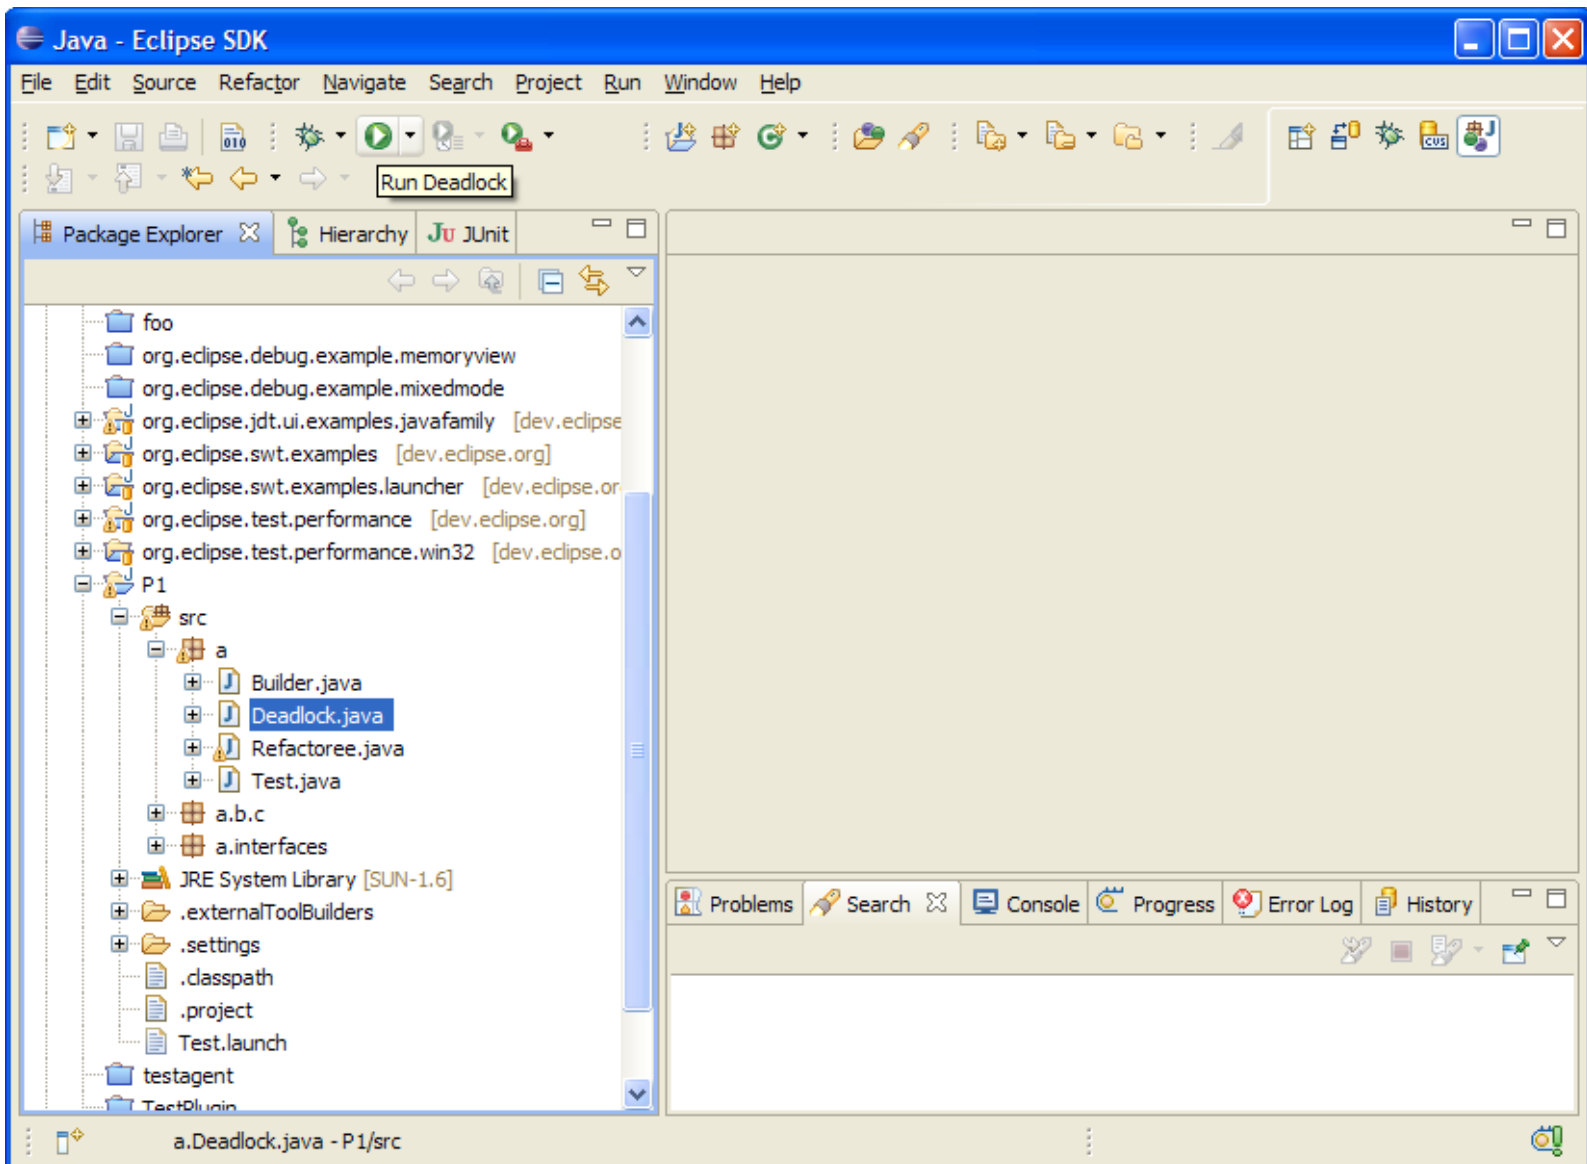 Java - Eclipse SDK
File Edit Source Refactor Navigate Search Project Run Window Help
010
CVS
J
Run Deadlock
Package Explorer Hierarchy JU JUnit
foo
org.eclipse.debug.example.memoryview
org.eclipse.debug.example.mixedmode
org.eclipse.jdt.ui.examples.javafamily [dev.eclipse
org.eclipse.swt.examples [dev.eclipse.org]
org.eclipse.swt.examples.launcher [dev.eclipse.or
org.eclipse.test.performance [dev.eclipse.org]
org.eclipse.test.performance.win32 [dev.eclipse.o
P1
src
a
Builder.java
Deadlock.java
Refactoree.java
Test.java
a.b.c
a.interfaces
JRE System Library [SUN-1.6]
.externalToolBuilders
.settings
.classpath
.project
Test.launch
testagent
TestPlugin
Problems Search Console Progress Error Log History
a.Deadlock.java - P1/src